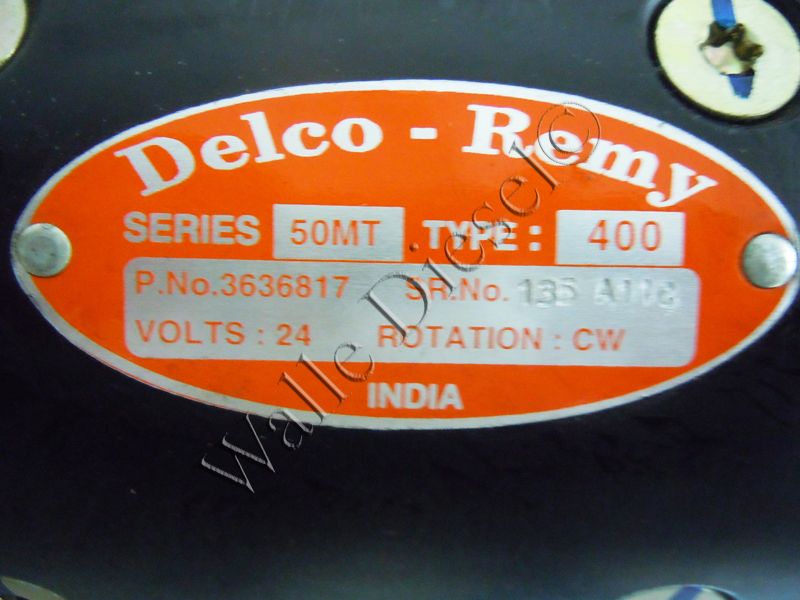 Delco - Remy
SERIES 50MT TYPE: 400
P.No.3636817 SR.No. 135
VOLTS : 24 ROTATION : CW
INDIA
Walle Diesel©